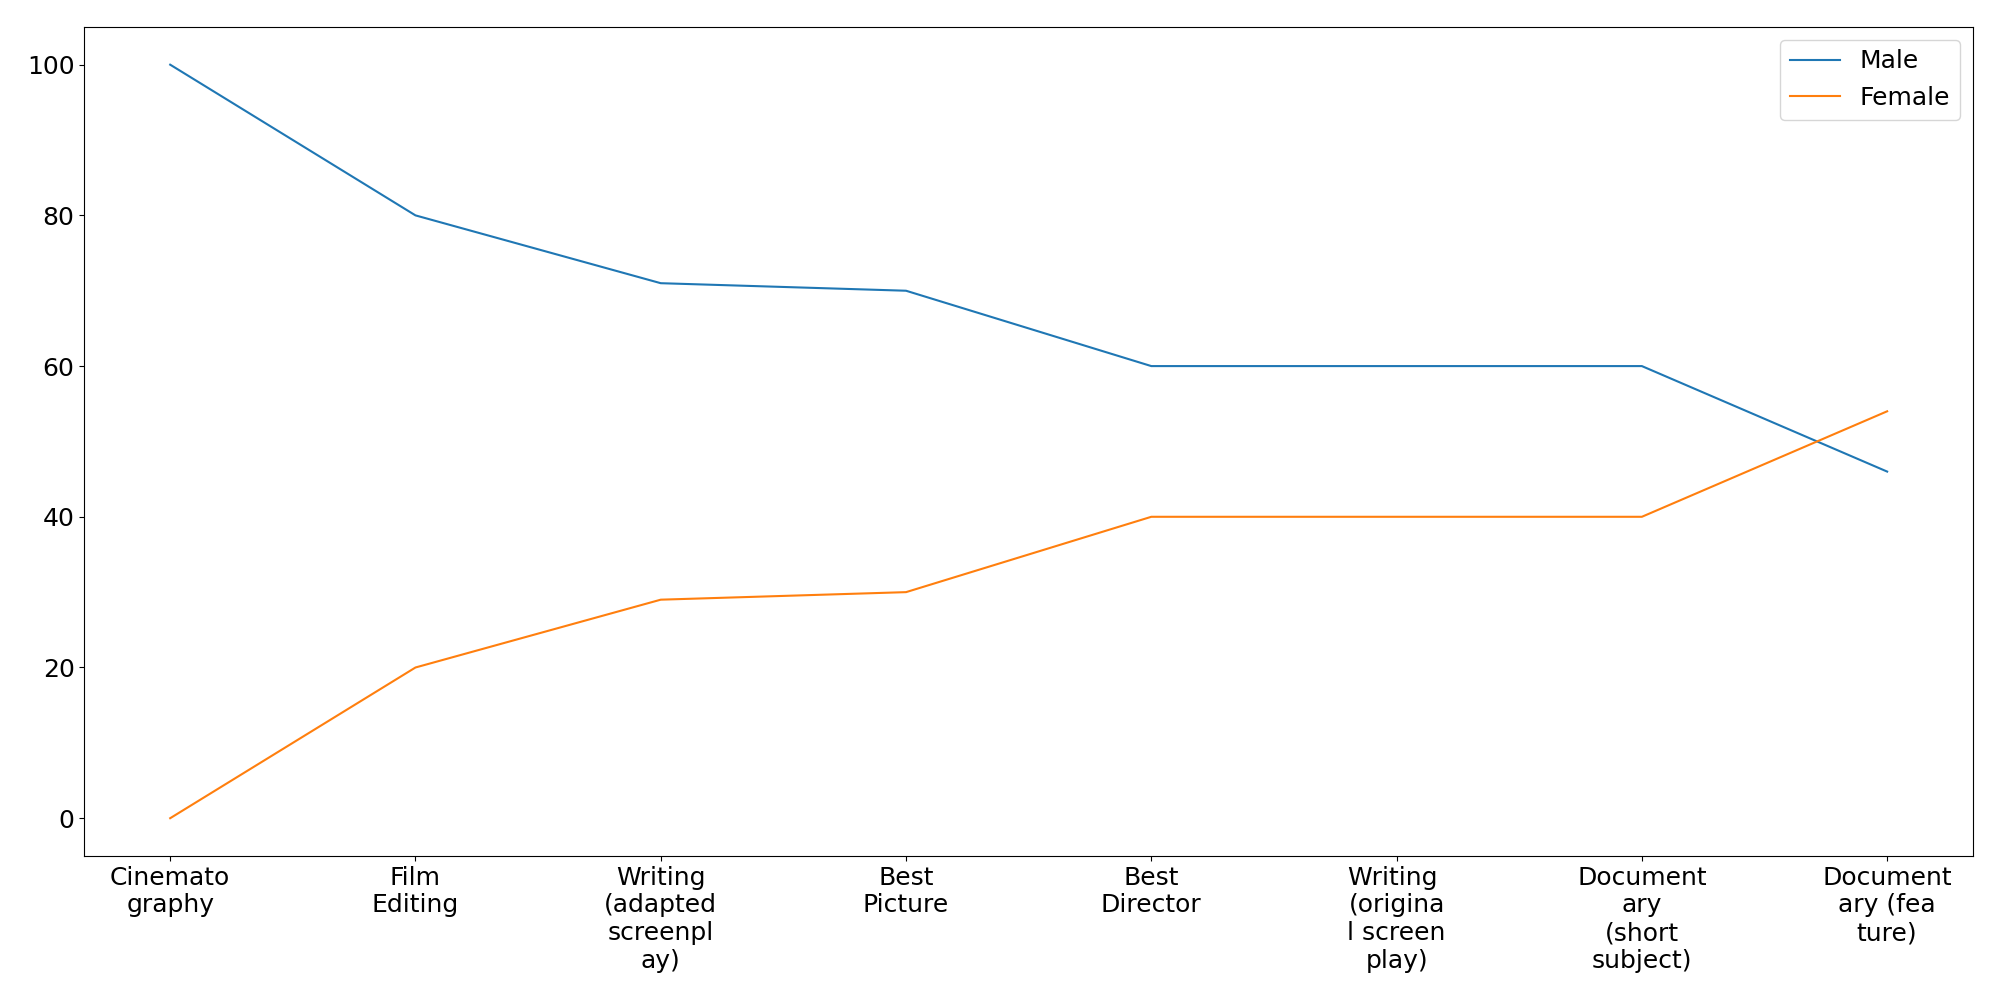 100
80
60
40
20
0
Male
Female
Cinemato
graphy
Film
Editing
Writing
(adapted
screenpl
ay)
Best
Picture
Best
Director
Writing
(origina
l screen
play)
Document
ary
(short
subject)
Document
ary (fea
ture)